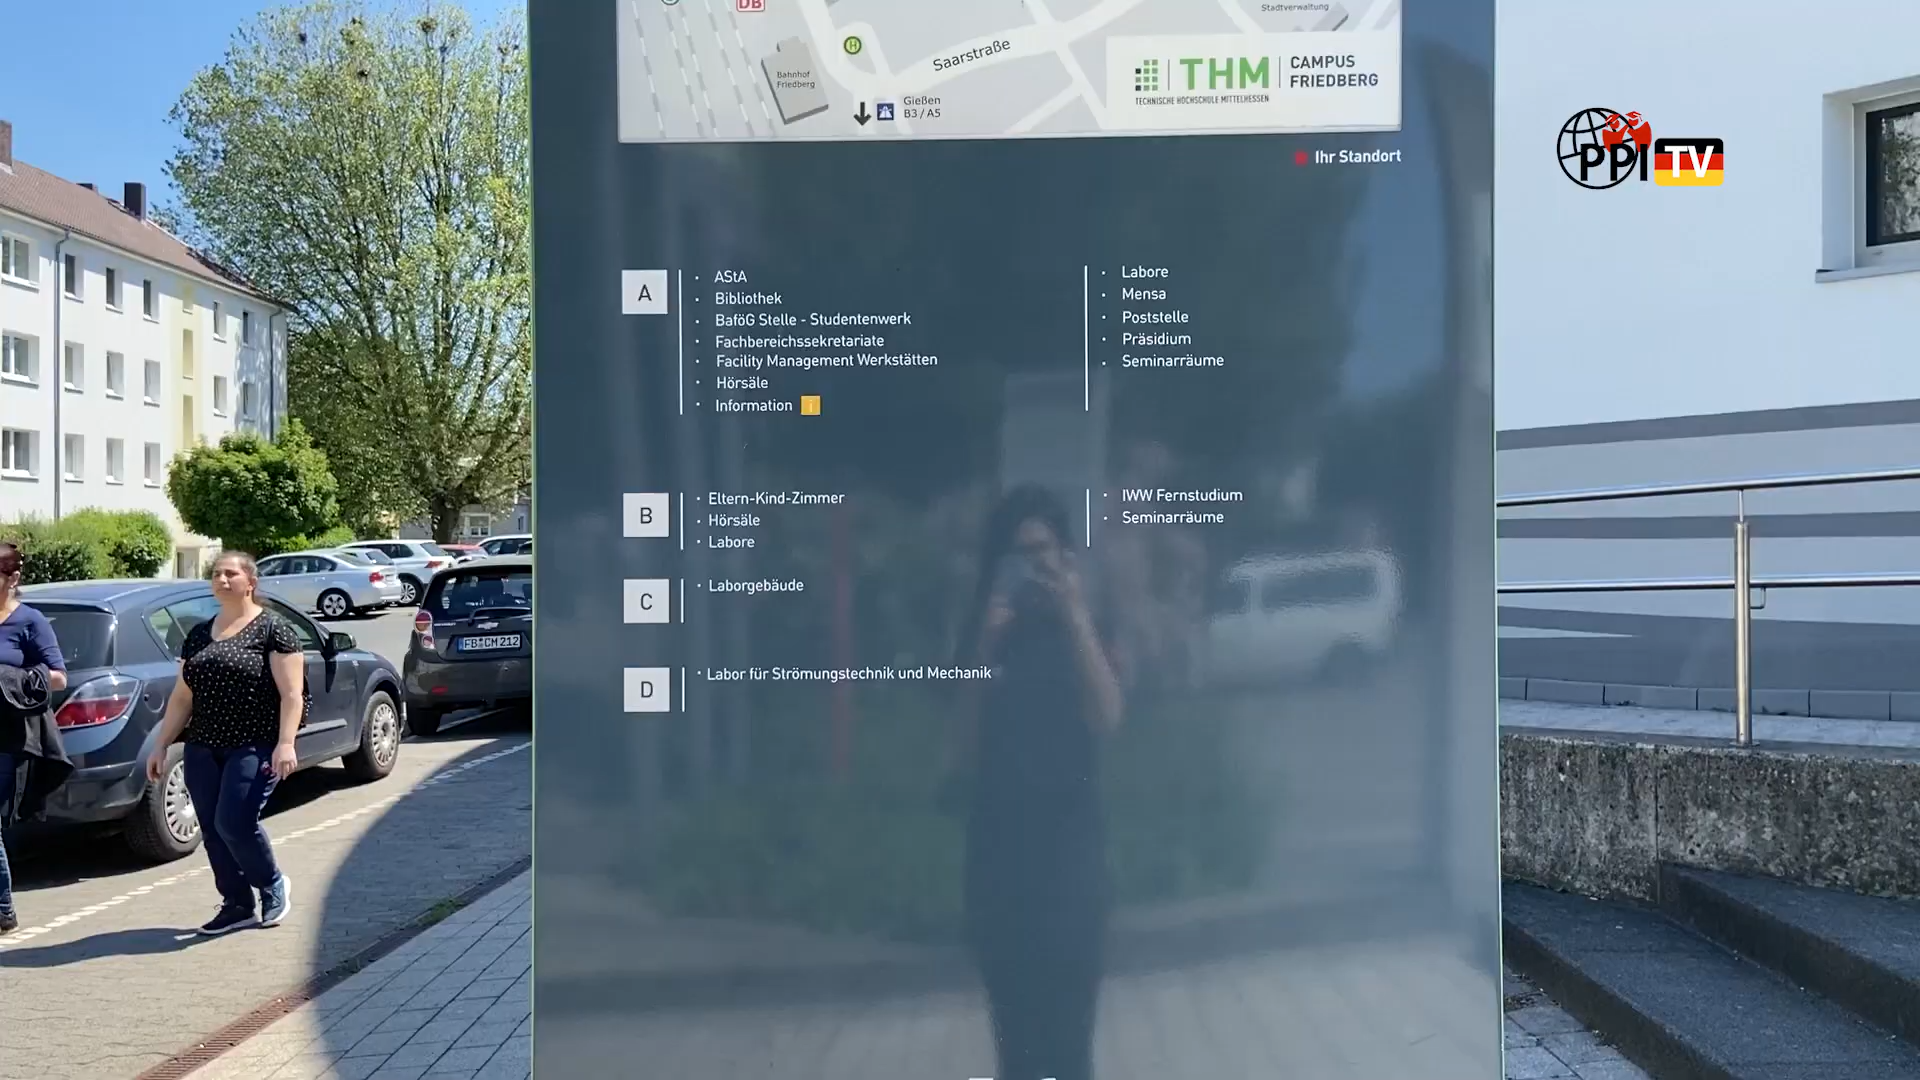 DB
Stadtverwaltung
H
Saarstraße
Bahnhof
Friedberg
Gießen
B3 / A5
THM
TECHNISCHE HOCHSCHULE MITTELHESSEN
CAMPUS
FRIEDBERG
Ihr Standort
PPI TV
A
· AStA
· Bibliothek
· BaföG Stelle - Studentenwerk
· Fachbereichssekretariate
· Facility Management Werkstätten
· Hörsäle
· Information i
· Labore
· Mensa
· Poststelle
· Präsidium
· Seminarräume
B
· Eltern-Kind-Zimmer
· Hörsäle
· Labore
· IWW Fernstudium
· Seminarräume
C
· Laborgebäude
D
· Labor für Strömungstechnik und Mechanik
FB CM 212